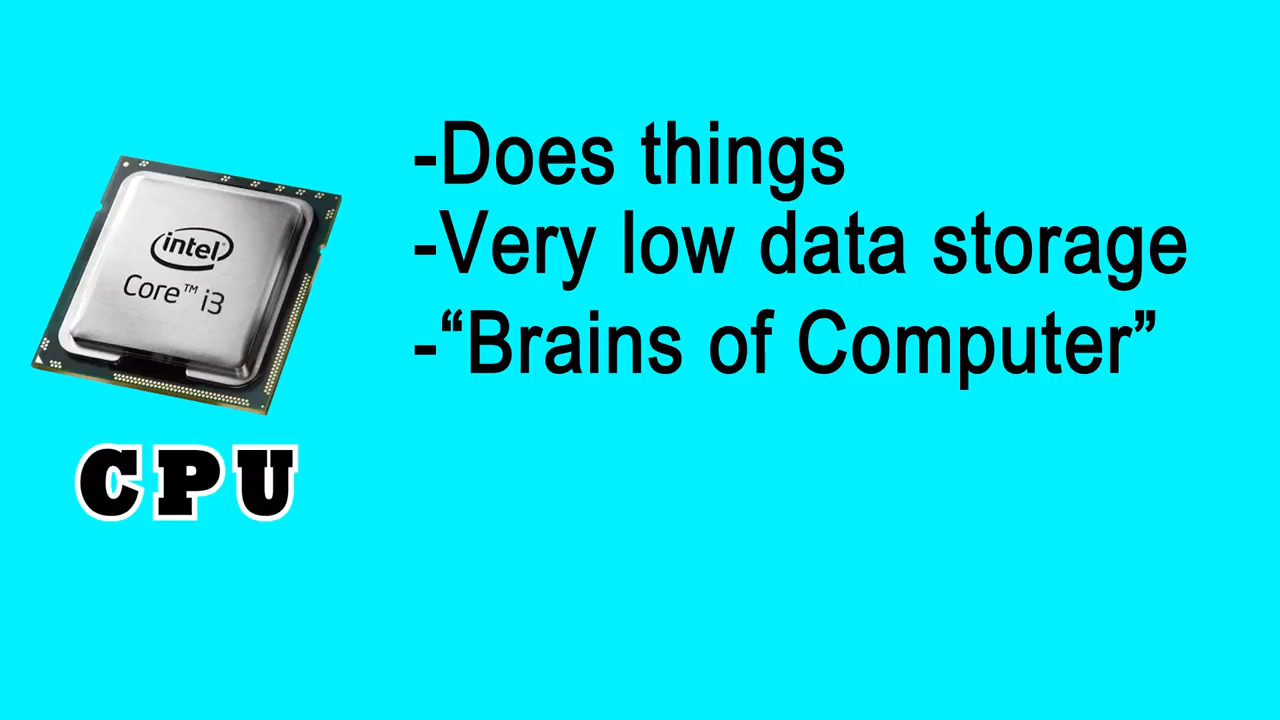 -Does things
-Very low data storage
-“Brains of Computer”
intel
Core™ i3
CPU